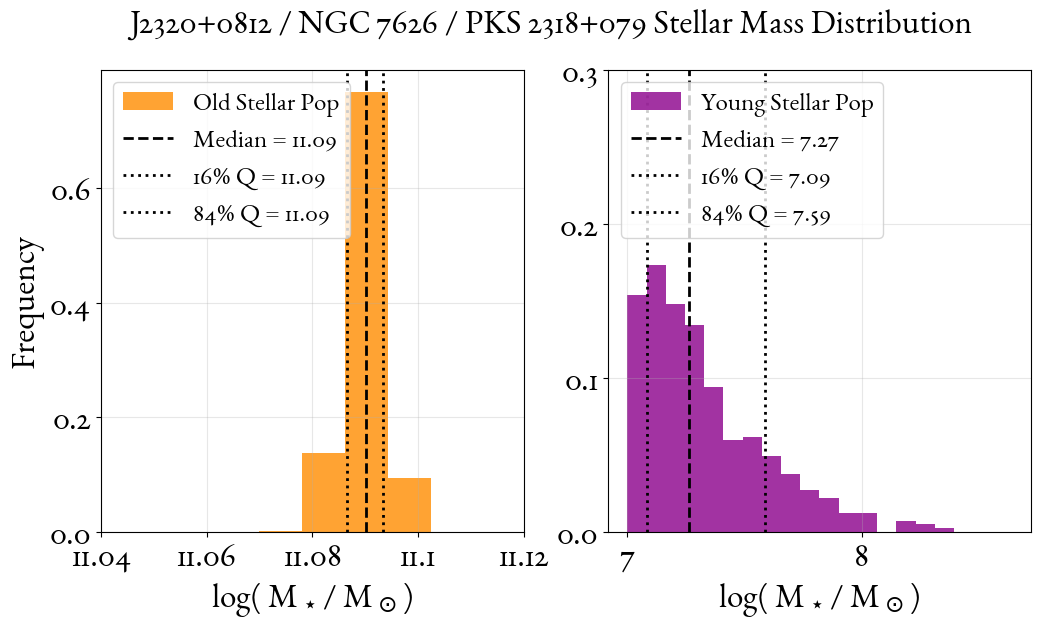 J2320+0812 / NGC 7626 / PKS 2318+079 Stellar Mass Distribution
Old Stellar Pop
Median = 11.09
16% Q = 11.09
84% Q = 11.09
Frequency
0.6
0.4
0.2
0.0
11.04 11.06 11.08 11.1 11.12
log( M ⋆ / M ⊙ )
Young Stellar Pop
Median = 7.27
16% Q = 7.09
84% Q = 7.59
0.3
0.2
0.1
0.0
7 8
log( M ⋆ / M ⊙ )